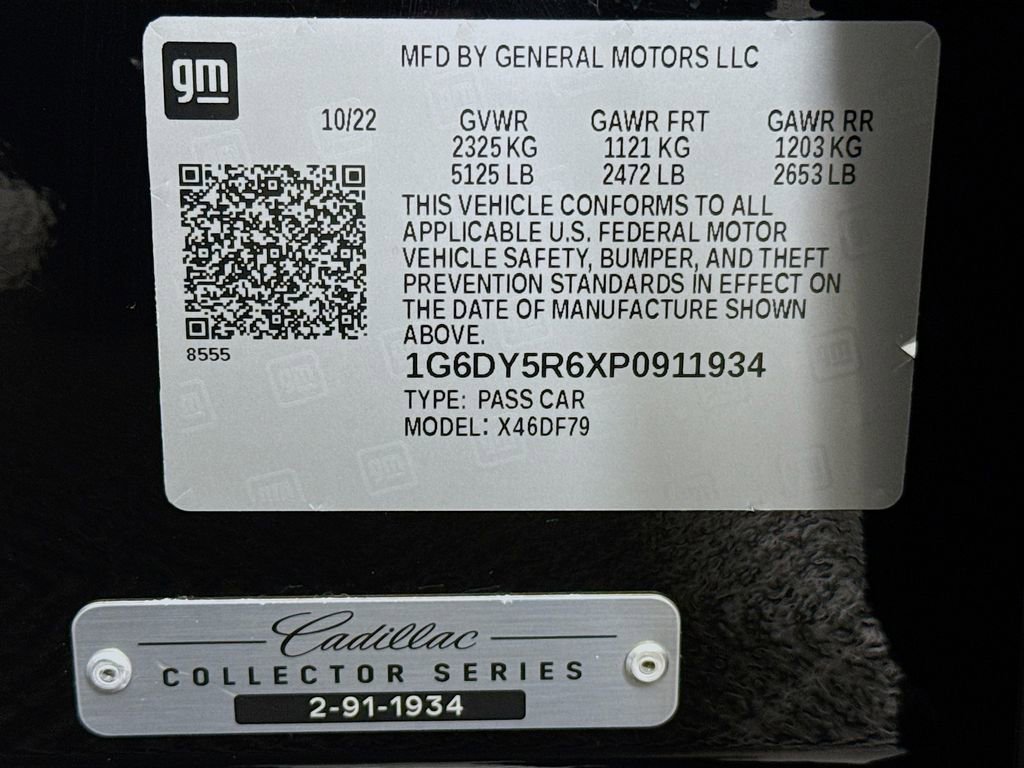 gm
MFD BY GENERAL MOTORS LLC
10/22 GVWR GAWR FRT GAWR RR
2325 KG 1121 KG 1203 KG
5125 LB 2472 LB 2653 LB
THIS VEHICLE CONFORMS TO ALL
APPLICABLE U.S. FEDERAL MOTOR
VEHICLE SAFETY, BUMPER, AND THEFT
PREVENTION STANDARDS IN EFFECT ON
THE DATE OF MANUFACTURE SHOWN
ABOVE.
8555
1G6DY5R6XP0911934
TYPE: PASS CAR
MODEL: X46DF79
Cadillac
COLLECTOR SERIES
2-91-1934